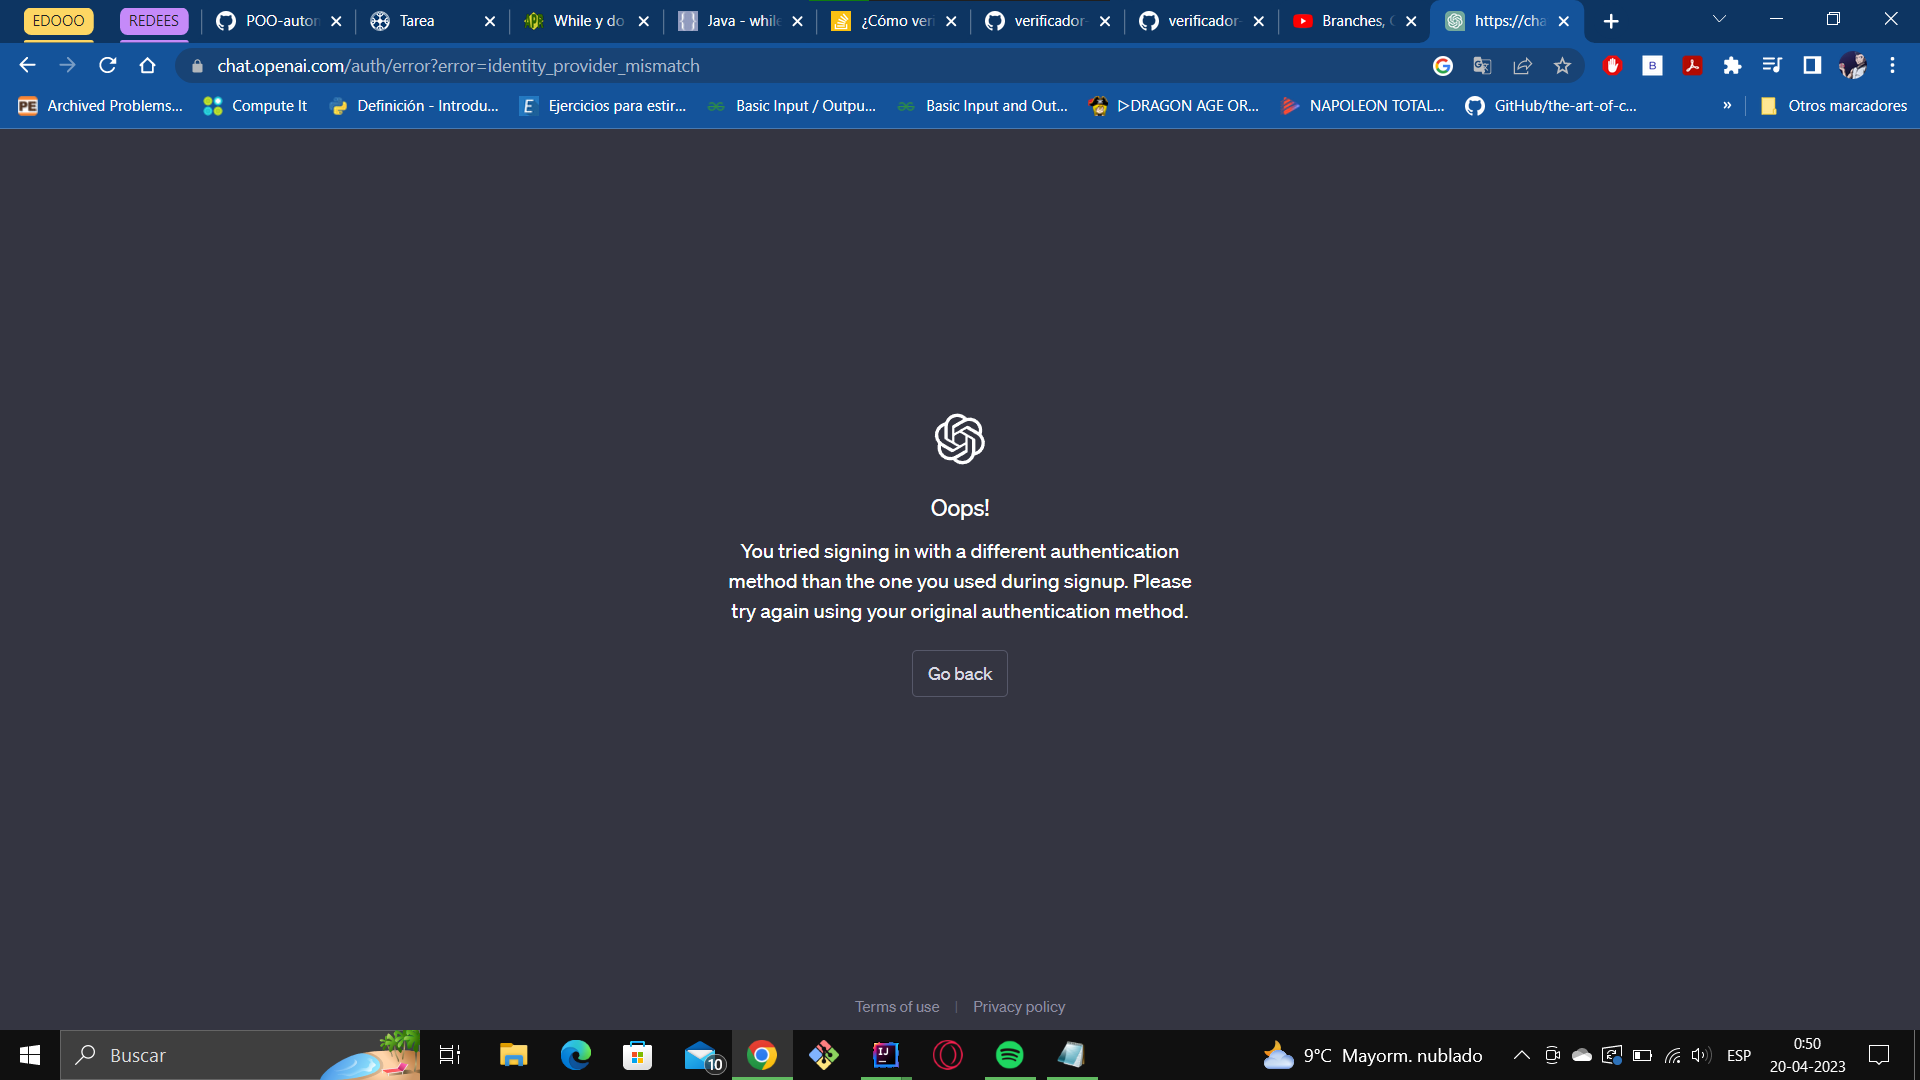 EDOOO
REDEES
POO-auton
Tarea
While y do
Java - while
¿Cómo veri
verificador-
verificador-
Branches, C
https://cha
chat.openai.com/auth/error?error=identity_provider_mismatch
Archived Problems...
Compute It
Definición - Introdu...
Ejercicios para estir...
Basic Input / Outpu...
Basic Input and Out...
ᐅDRAGON AGE OR...
NAPOLEON TOTAL...
GitHub/the-art-of-c...
»
Otros marcadores
Oops!
You tried signing in with a different authentication
method than the one you used during signup. Please
try again using your original authentication method.
Go back
Terms of use | Privacy policy
Buscar
10
9°C Mayorm. nublado
ESP
0:50
20-04-2023